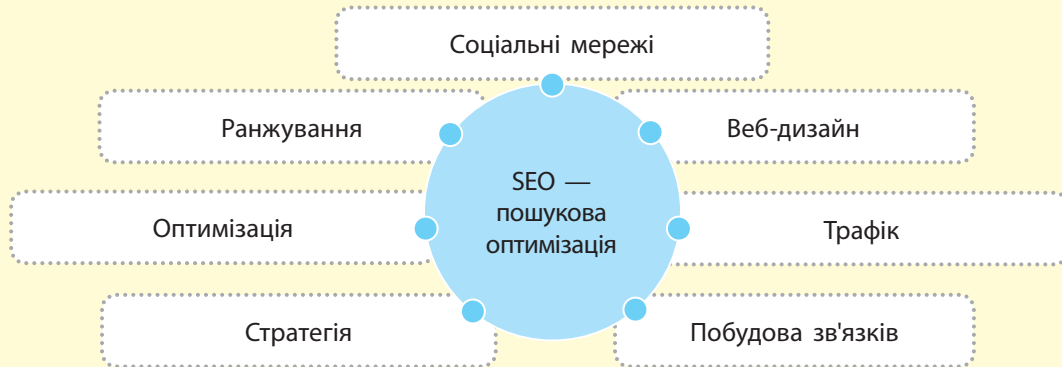 Соціальні мережі
Ранжування
Веб-дизайн
SEO —
пошукова
оптимізація
Оптимізація
Трафік
Стратегія
Побудова зв'язків